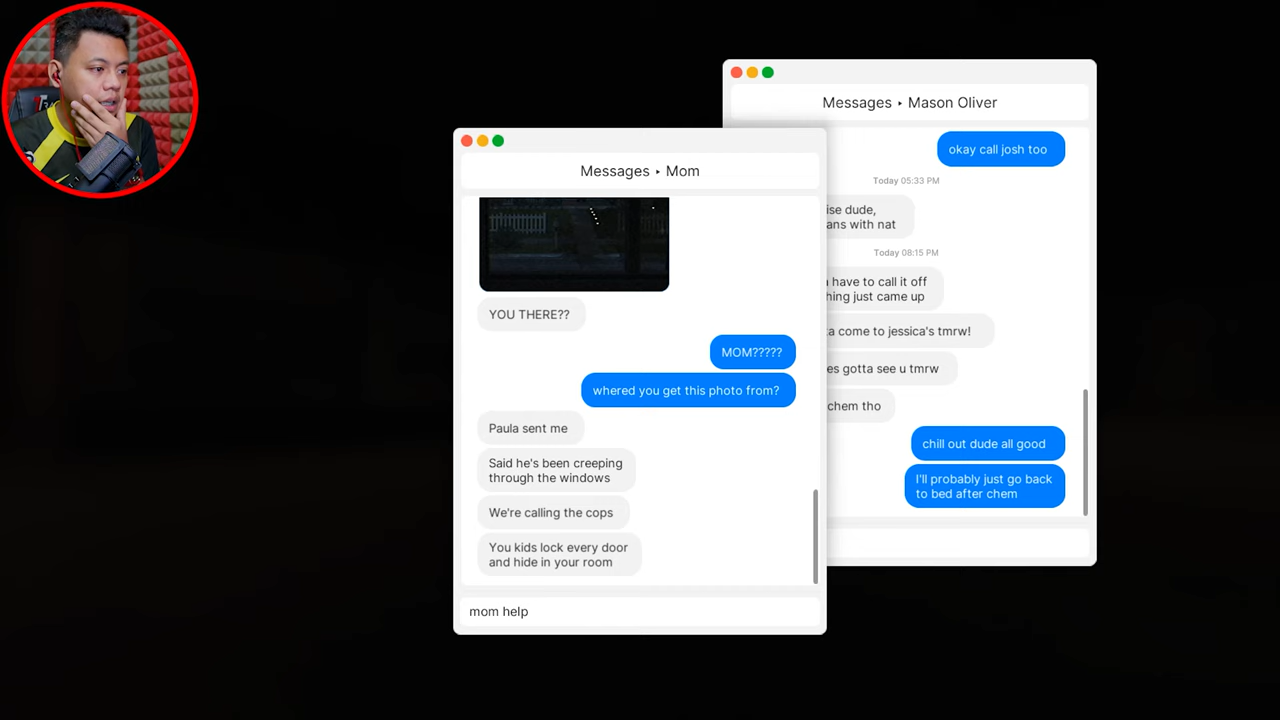 Messages ▸ Mom
YOU THERE??
MOM?????
whered you get this photo from?
Paula sent me
Said he's been creeping
through the windows
We're calling the cops
You kids lock every door
and hide in your room
mom help
Messages ▸ Mason Oliver
okay call josh too
Today 05:33 PM
dude,
with nat
Today 08:15 PM
have to call it off
just came up
come to jessica's tmrw!
gotta see u tmrw
chem tho
chill out dude all good
I'll probably just go back
to bed after chem